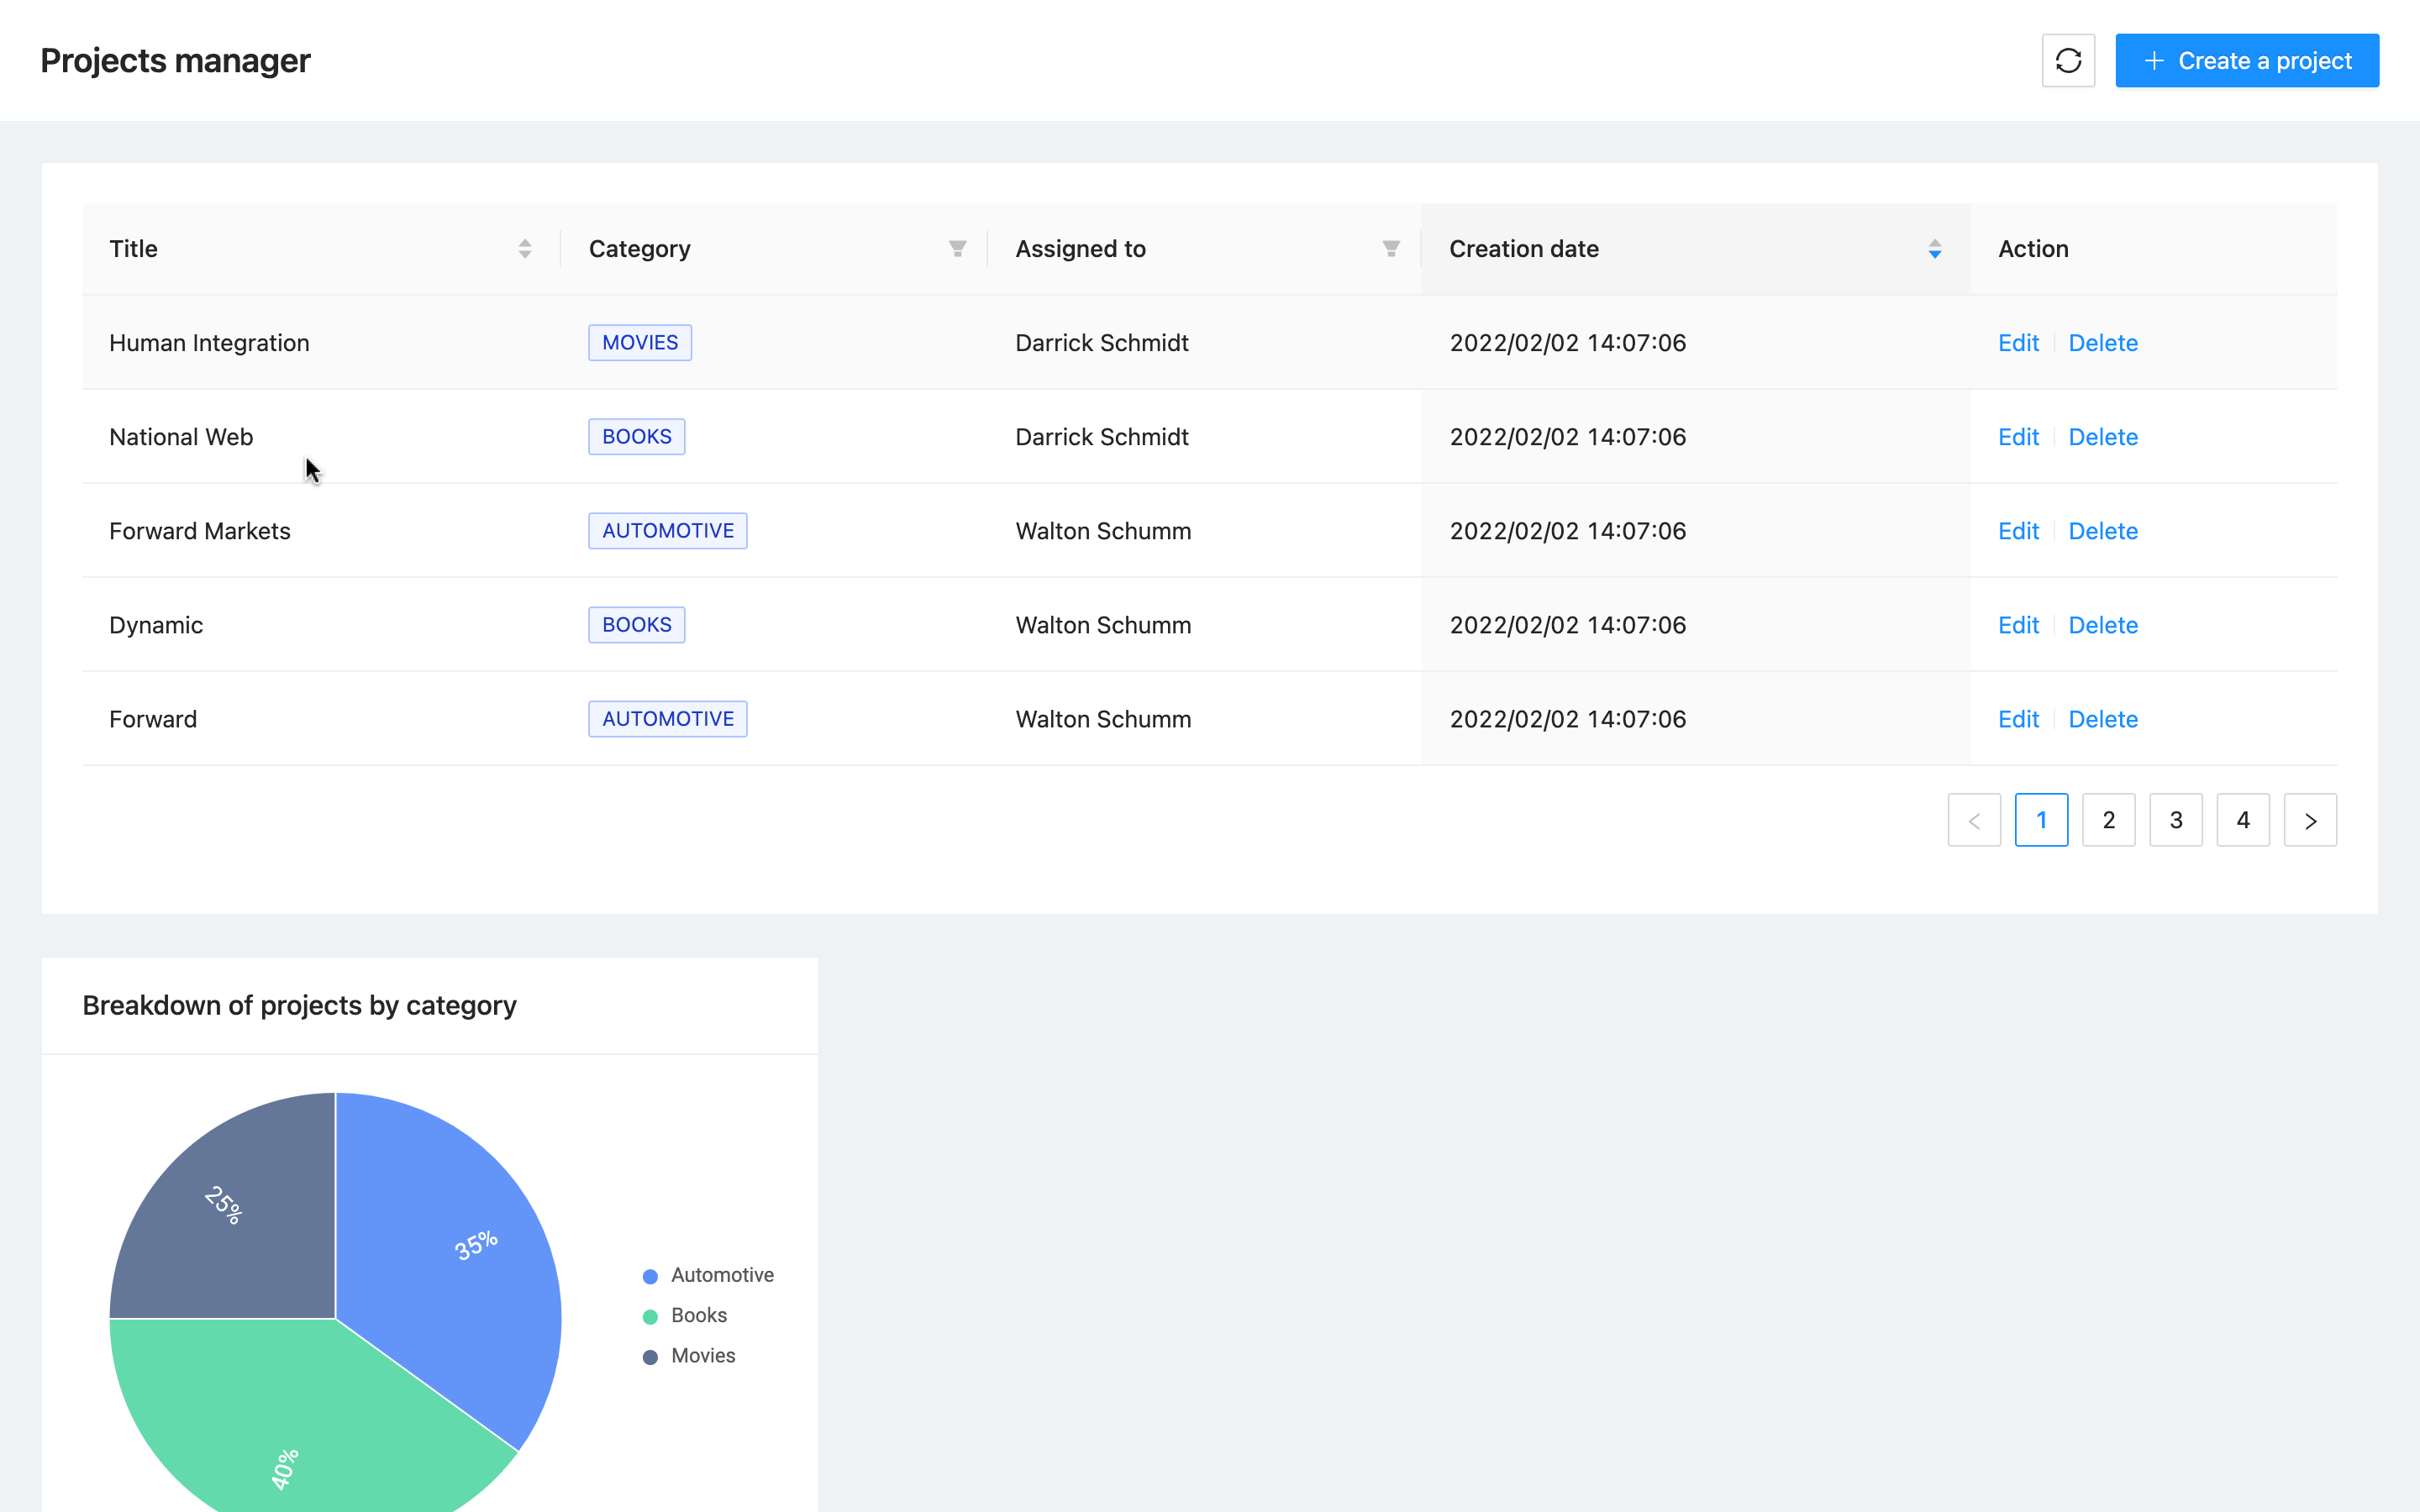 Projects manager
Create a project
Title Category Assigned to Creation date Action
Human Integration MOVIES Darrick Schmidt 2022/02/02 14:07:06 Edit Delete
National Web BOOKS Darrick Schmidt 2022/02/02 14:07:06 Edit Delete
Forward Markets AUTOMOTIVE Walton Schumm 2022/02/02 14:07:06 Edit Delete
Dynamic BOOKS Walton Schumm 2022/02/02 14:07:06 Edit Delete
Forward AUTOMOTIVE Walton Schumm 2022/02/02 14:07:06 Edit Delete
1 2 3 4
Breakdown of projects by category
25%
35%
Automotive
Books
Movies
40%